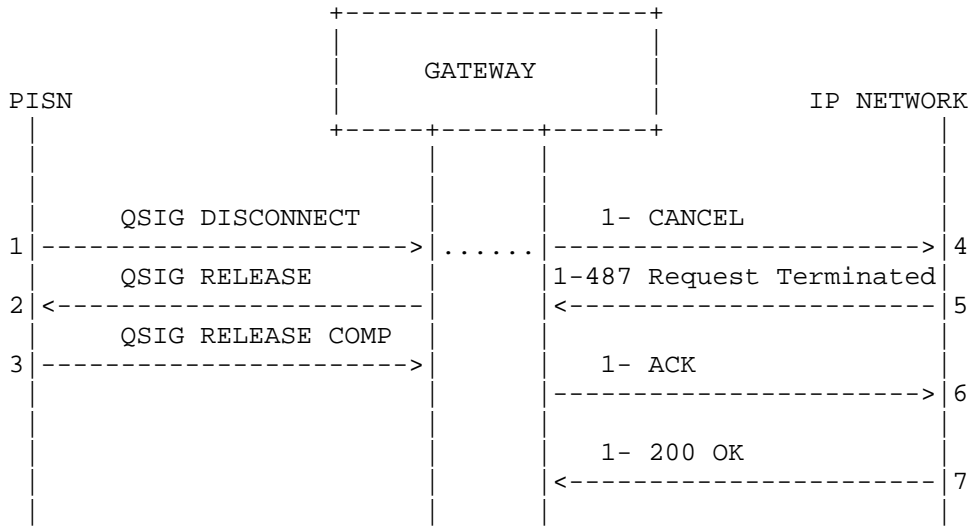 GATEWAY
PISN IP NETWORK
QSIG DISCONNECT 1- CANCEL
1 ...... 4
QSIG RELEASE 1-487 Request Terminated
2 5
QSIG RELEASE COMP
3 1- ACK
6
1- 200 OK
7